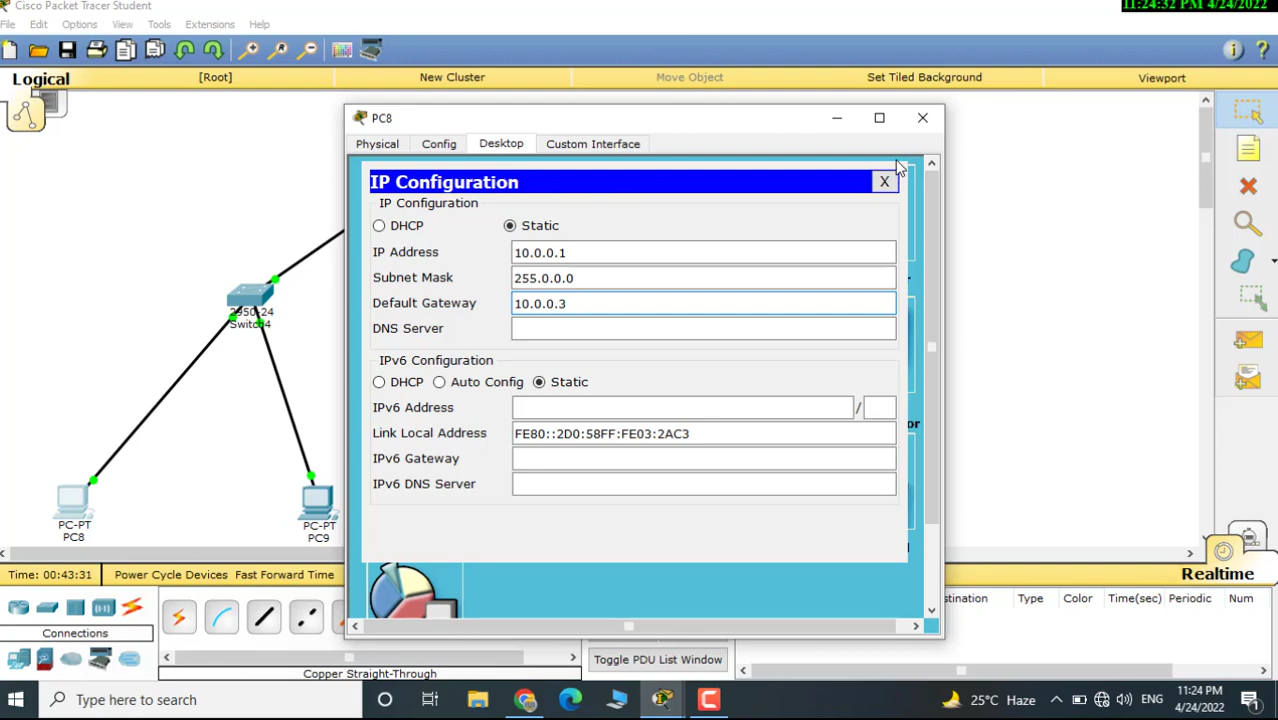 Cisco Packet Tracer Student
11:24:32 PM 4/24/2022
File Edit Options View Tools Extensions Help
Logical [Root] New Cluster Move Object Set Tiled Background Viewport
PC8
Physical Config Desktop Custom Interface
IP Configuration X
IP Configuration
DHCP Static
IP Address 10.0.0.1
Subnet Mask 255.0.0.0
Default Gateway 10.0.0.3
DNS Server
IPv6 Configuration
DHCP Auto Config Static
IPv6 Address /
Link Local Address FE80::2D0:58FF:FE03:2AC3
IPv6 Gateway
IPv6 DNS Server
or
2950-24
Switch4
PC-PT
PC8
PC-PT
PC9
Time: 00:43:31 Power Cycle Devices Fast Forward Time
Realtime
stination Type Color Time(sec) Periodic Num
Connections
Toggle PDU List Window
Copper Straight-Through
Type here to search
25°C Haze
ENG
11:24 PM
4/24/2022